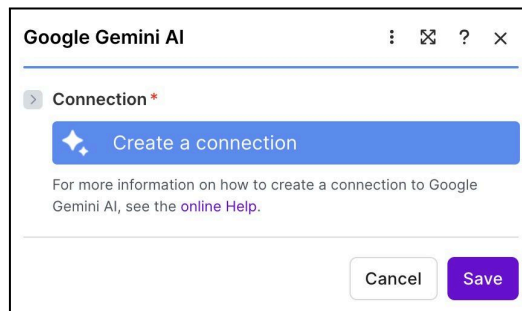 Google Gemini AI
Connection *
Create a connection
For more information on how to create a connection to Google
Gemini AI, see the online Help.
Cancel Save